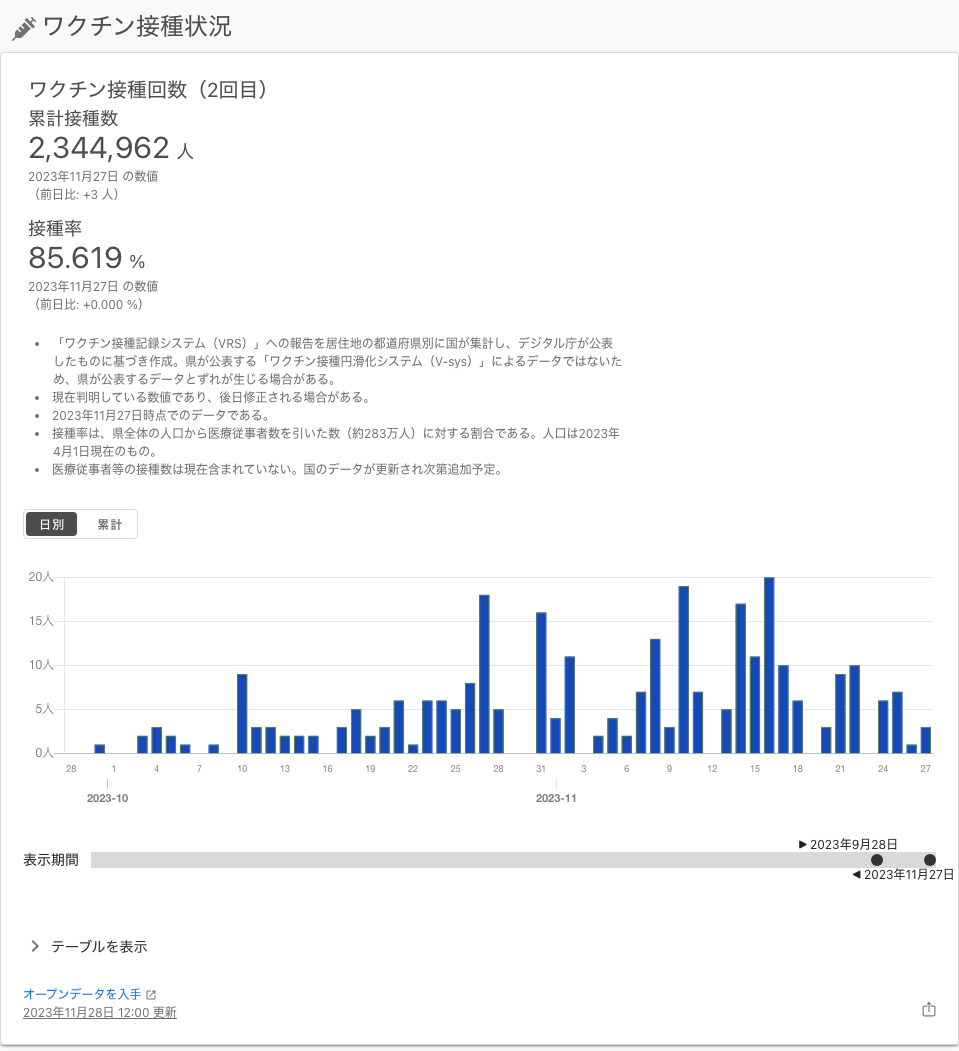 ワクチン接種状況
ワクチン接種回数（2回目）
累計接種数
2,344,962 人
2023年11月27日 の数値
（前日比: +3 人）
接種率
85.619 %
2023年11月27日 の数値
（前日比: +0.000 %）
• 「ワクチン接種記録システム（VRS）」への報告を居住地の都道府県別に国が集計し、デジタル庁が公表
したものに基づき作成。県が公表する「ワクチン接種円滑化システム（V-sys）」によるデータではないた
め、県が公表するデータとずれが生じる場合がある。
• 現在判明している数値であり、後日修正される場合がある。
• 2023年11月27日時点でのデータである。
• 接種率は、県全体の人口から医療従事者数を引いた数（約283万人）に対する割合である。人口は2023年
4月1日現在のもの。
• 医療従事者等の接種数は現在含まれていない。国のデータが更新され次第追加予定。
日別 累計
20人
15人
10人
5人
0人
28 1 4 7 10 13 16 19 22 25 28 31 3 6 9 12 15 18 21 24 27
2023-10 2023-11
▶ 2023年9月28日
表示期間
◀ 2023年11月27日
テーブルを表示
オープンデータを入手
2023年11月28日 12:00 更新